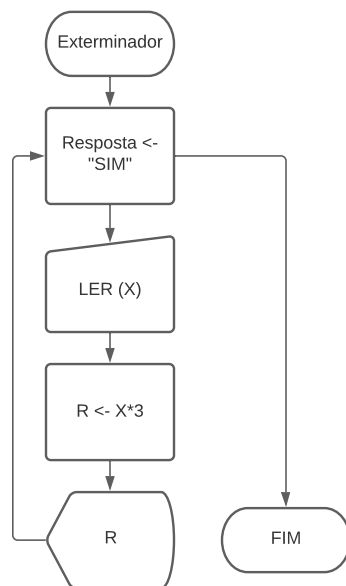 Exterminador
Resposta <-
"SIM"
LER (X)
R <- X*3
R
FIM